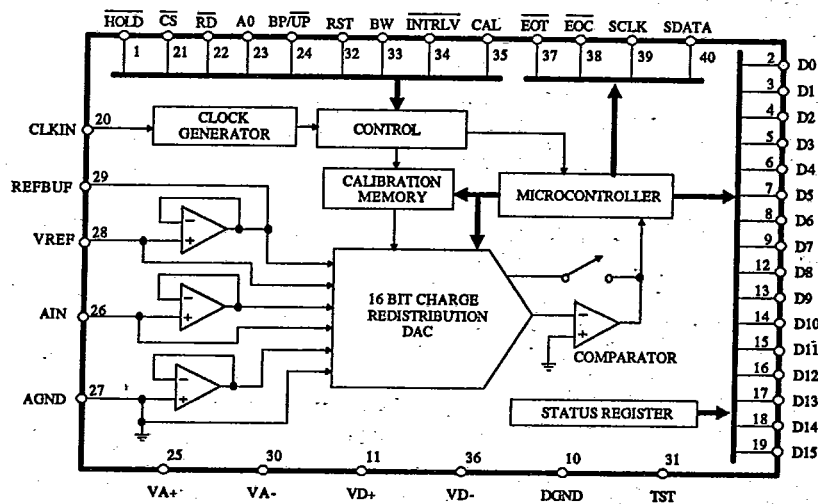 HOLD CS RD A0 BP/UP RST BW INTRLV CAL EOT EOC SCLK SDATA
1 21 22 23 24 32 33 34 35 37 38 39 40
2 D0
3 D1
4 D2
5 D3
6 D4
7 D5
8 D6
9 D7
12 D8
13 D9
14 D10
15 D11
16 D12
17 D13
18 D14
19 D15
CLKIN 20
CLOCK
GENERATOR
CONTROL
REFBUF 29
CALIBRATION
MEMORY
MICROCONTROLLER
VREF 28
-
+
AIN 26
-
+
16 BIT CHARGE
REDISTRIBUTION
DAC
-
+
COMPARATOR
AGND 27
-
+
STATUS REGISTER
25 30 11 36 10 31
VA+ VA- VD+ VD- DGND TST